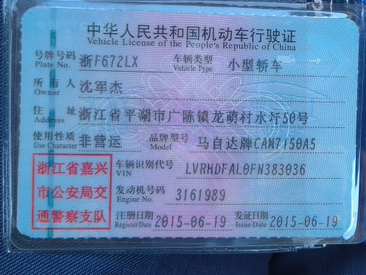 中华人民共和国机动车行驶证
Vehicle License of the People's Republic of China
号牌号码 浙F672LX 车辆类型 小型轿车
Plate No. Vehicle Type
所有人 沈军杰
Owner
住址 浙江省平湖市广陈镇龙萌村水圩50号
Address
使用性质 非营运 品牌型号 马自达牌CAM7150A5
Use Character Model
浙江省嘉兴
市公安局交
通警察支队
车辆识别代号 LVRHDFAL0FN383036
VIN
发动机号码 3161989
Engine No.
注册日期 2015-06-19 发证日期 2015-06-19
Register Date Issue Date